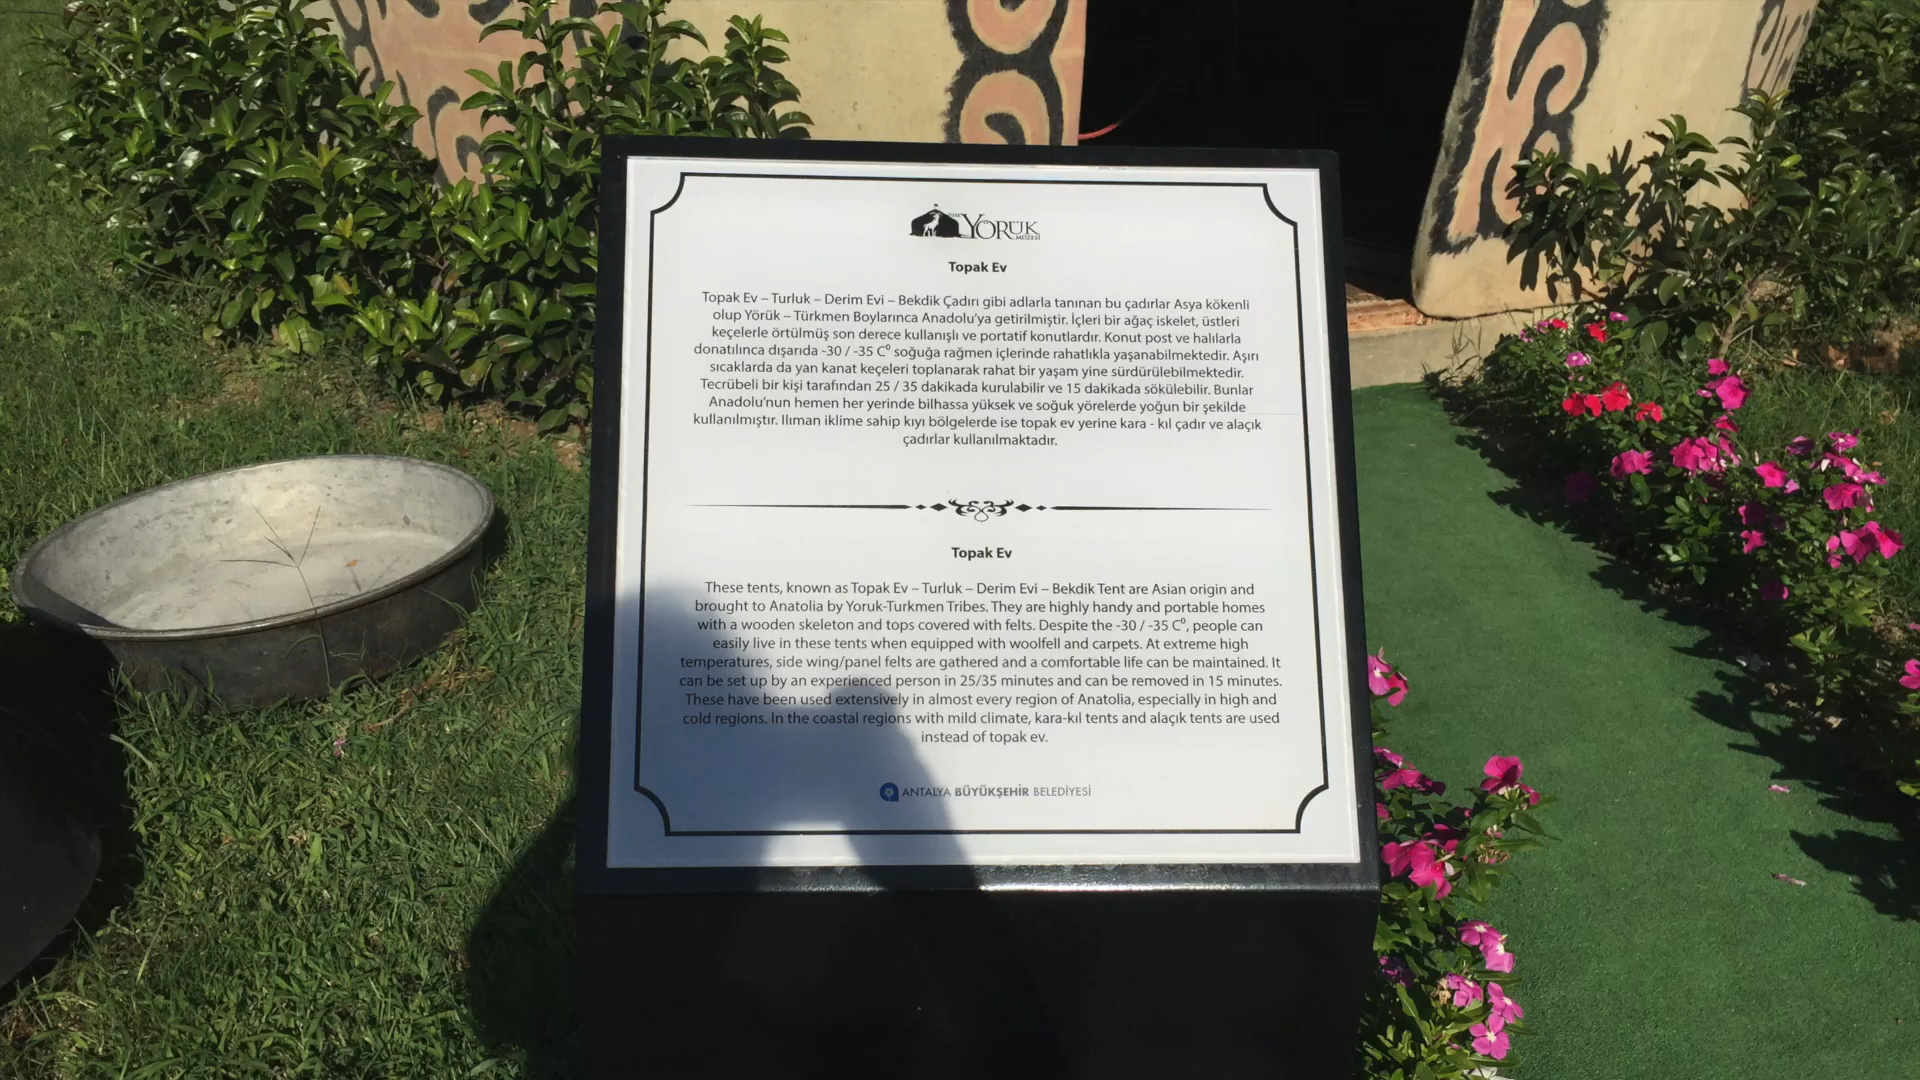 YÖRÜK
MÜZESİ
Topak Ev
Topak Ev – Turluk – Derim Evi – Bekdik Çadırı gibi adlarla tanınan bu çadırlar Asya kökenli
olup Yörük – Türkmen Boylarınca Anadolu'ya getirilmiştir. İçleri bir ağaç iskelet, üstleri
keçelerle örtülmüş son derece kullanışlı ve portatif konutlardır. Konut post ve halılarla
donatılınca dışarıda -30 / -35 C⁰ soğuğa rağmen içlerinde rahatlıkla yaşanabilmektedir. Aşırı
sıcaklarda da yan kanat keçeleri toplanarak rahat bir yaşam yine sürdürülebilmektedir.
Tecrübeli bir kişi tarafından 25 / 35 dakikada kurulabilir ve 15 dakikada sökülebilir. Bunlar
Anadolu'nun hemen her yerinde bilhassa yüksek ve soğuk yörelerde yoğun bir şekilde
kullanılmıştır. Ilıman iklime sahip kıyı bölgelerde ise topak ev yerine kara - kıl çadır ve alaçık
çadırlar kullanılmaktadır.
Topak Ev
These tents, known as Topak Ev – Turluk – Derim Evi – Bekdik Tent are Asian origin and
brought to Anatolia by Yoruk-Turkmen Tribes. They are highly handy and portable homes
with a wooden skeleton and tops covered with felts. Despite the -30 / -35 C⁰, people can
easily live in these tents when equipped with woolfell and carpets. At extreme high
temperatures, side wing/panel felts are gathered and a comfortable life can be maintained. It
can be set up by an experienced person in 25/35 minutes and can be removed in 15 minutes.
These have been used extensively in almost every region of Anatolia, especially in high and
cold regions. In the coastal regions with mild climate, kara-kıl tents and alaçık tents are used
instead of topak ev.
ANTALYA BÜYÜKŞEHİR BELEDİYESİ